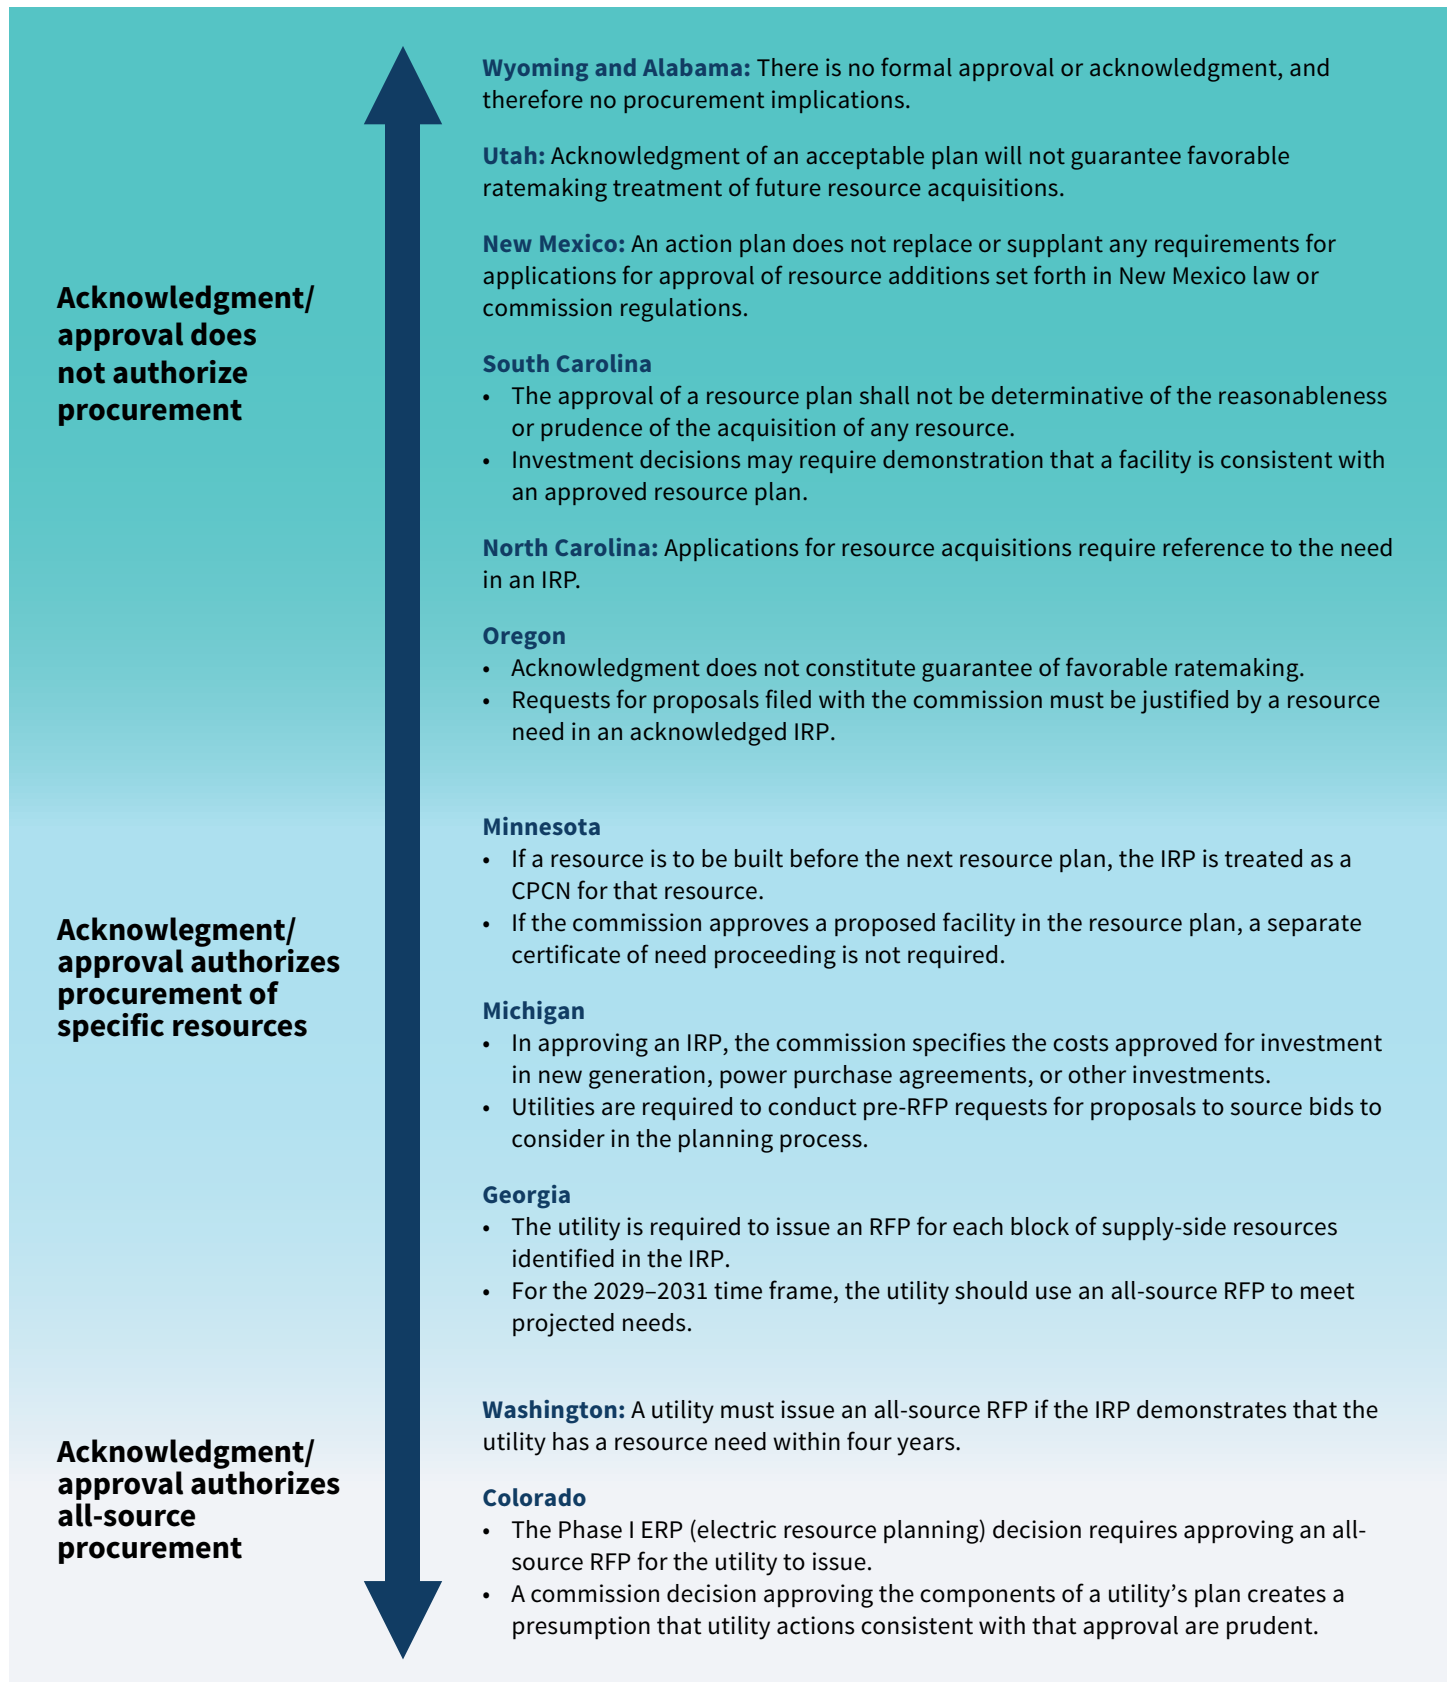 Acknowledgment/
approval does
not authorize
procurement
Wyoming and Alabama: There is no formal approval or acknowledgment, and
therefore no procurement implications.
Utah: Acknowledgment of an acceptable plan will not guarantee favorable
ratemaking treatment of future resource acquisitions.
New Mexico: An action plan does not replace or supplant any requirements for
applications for approval of resource additions set forth in New Mexico law or
commission regulations.
South Carolina
• The approval of a resource plan shall not be determinative of the reasonableness
or prudence of the acquisition of any resource.
• Investment decisions may require demonstration that a facility is consistent with
an approved resource plan.
North Carolina: Applications for resource acquisitions require reference to the need
in an IRP.
Oregon
• Acknowledgment does not constitute guarantee of favorable ratemaking.
• Requests for proposals filed with the commission must be justified by a resource
need in an acknowledged IRP.
Acknowlegment/
approval authorizes
procurement of
specific resources
Minnesota
• If a resource is to be built before the next resource plan, the IRP is treated as a
CPCN for that resource.
• If the commission approves a proposed facility in the resource plan, a separate
certificate of need proceeding is not required.
Michigan
• In approving an IRP, the commission specifies the costs approved for investment
in new generation, power purchase agreements, or other investments.
• Utilities are required to conduct pre-RFP requests for proposals to source bids to
consider in the planning process.
Georgia
• The utility is required to issue an RFP for each block of supply-side resources
identified in the IRP.
• For the 2029–2031 time frame, the utility should use an all-source RFP to meet
projected needs.
Acknowledgment/
approval authorizes
all-source
procurement
Washington: A utility must issue an all-source RFP if the IRP demonstrates that the
utility has a resource need within four years.
Colorado
• The Phase I ERP (electric resource planning) decision requires approving an all-
source RFP for the utility to issue.
• A commission decision approving the components of a utility’s plan creates a
presumption that utility actions consistent with that approval are prudent.